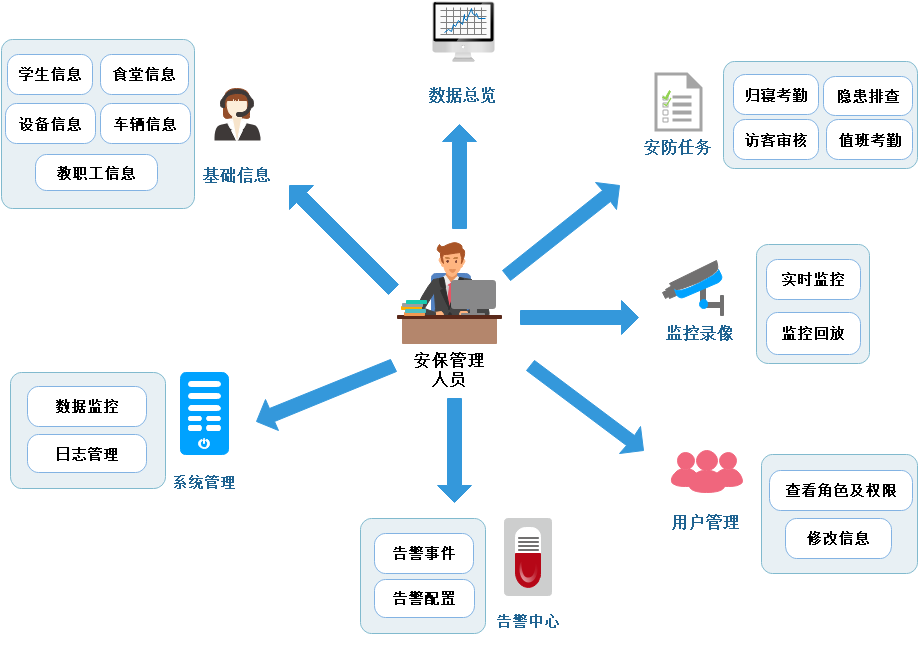 数据总览
学生信息
食堂信息
设备信息
车辆信息
教职工信息
基础信息
安防任务
归寝考勤
隐患排查
访客审核
值班考勤
实时监控
监控回放
监控录像
安保管理
人员
数据监控
日志管理
系统管理
用户管理
查看角色及权限
修改信息
告警事件
告警配置
告警中心